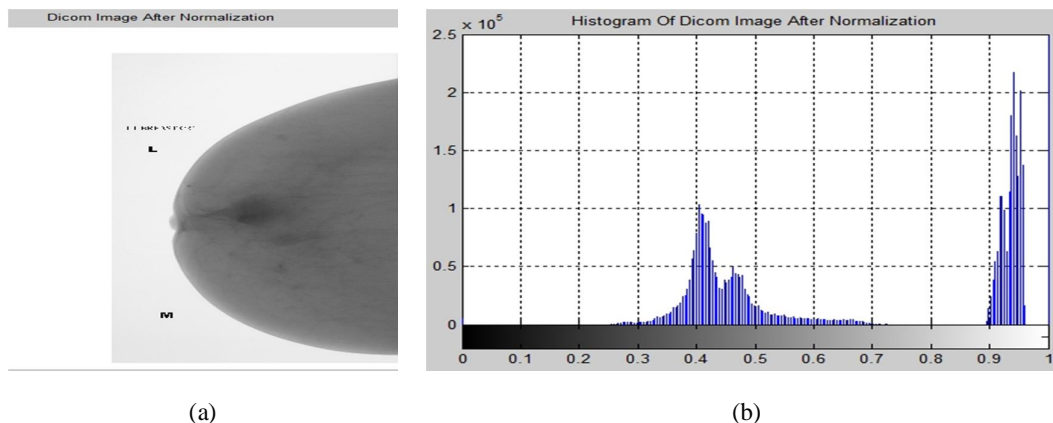 Dicom Image After Normalization
L
M
(a)
Histogram Of Dicom Image After Normalization
× 10⁵
2.5
2
1.5
1
0.5
0
0 0.1 0.2 0.3 0.4 0.5 0.6 0.7 0.8 0.9 1
(b)